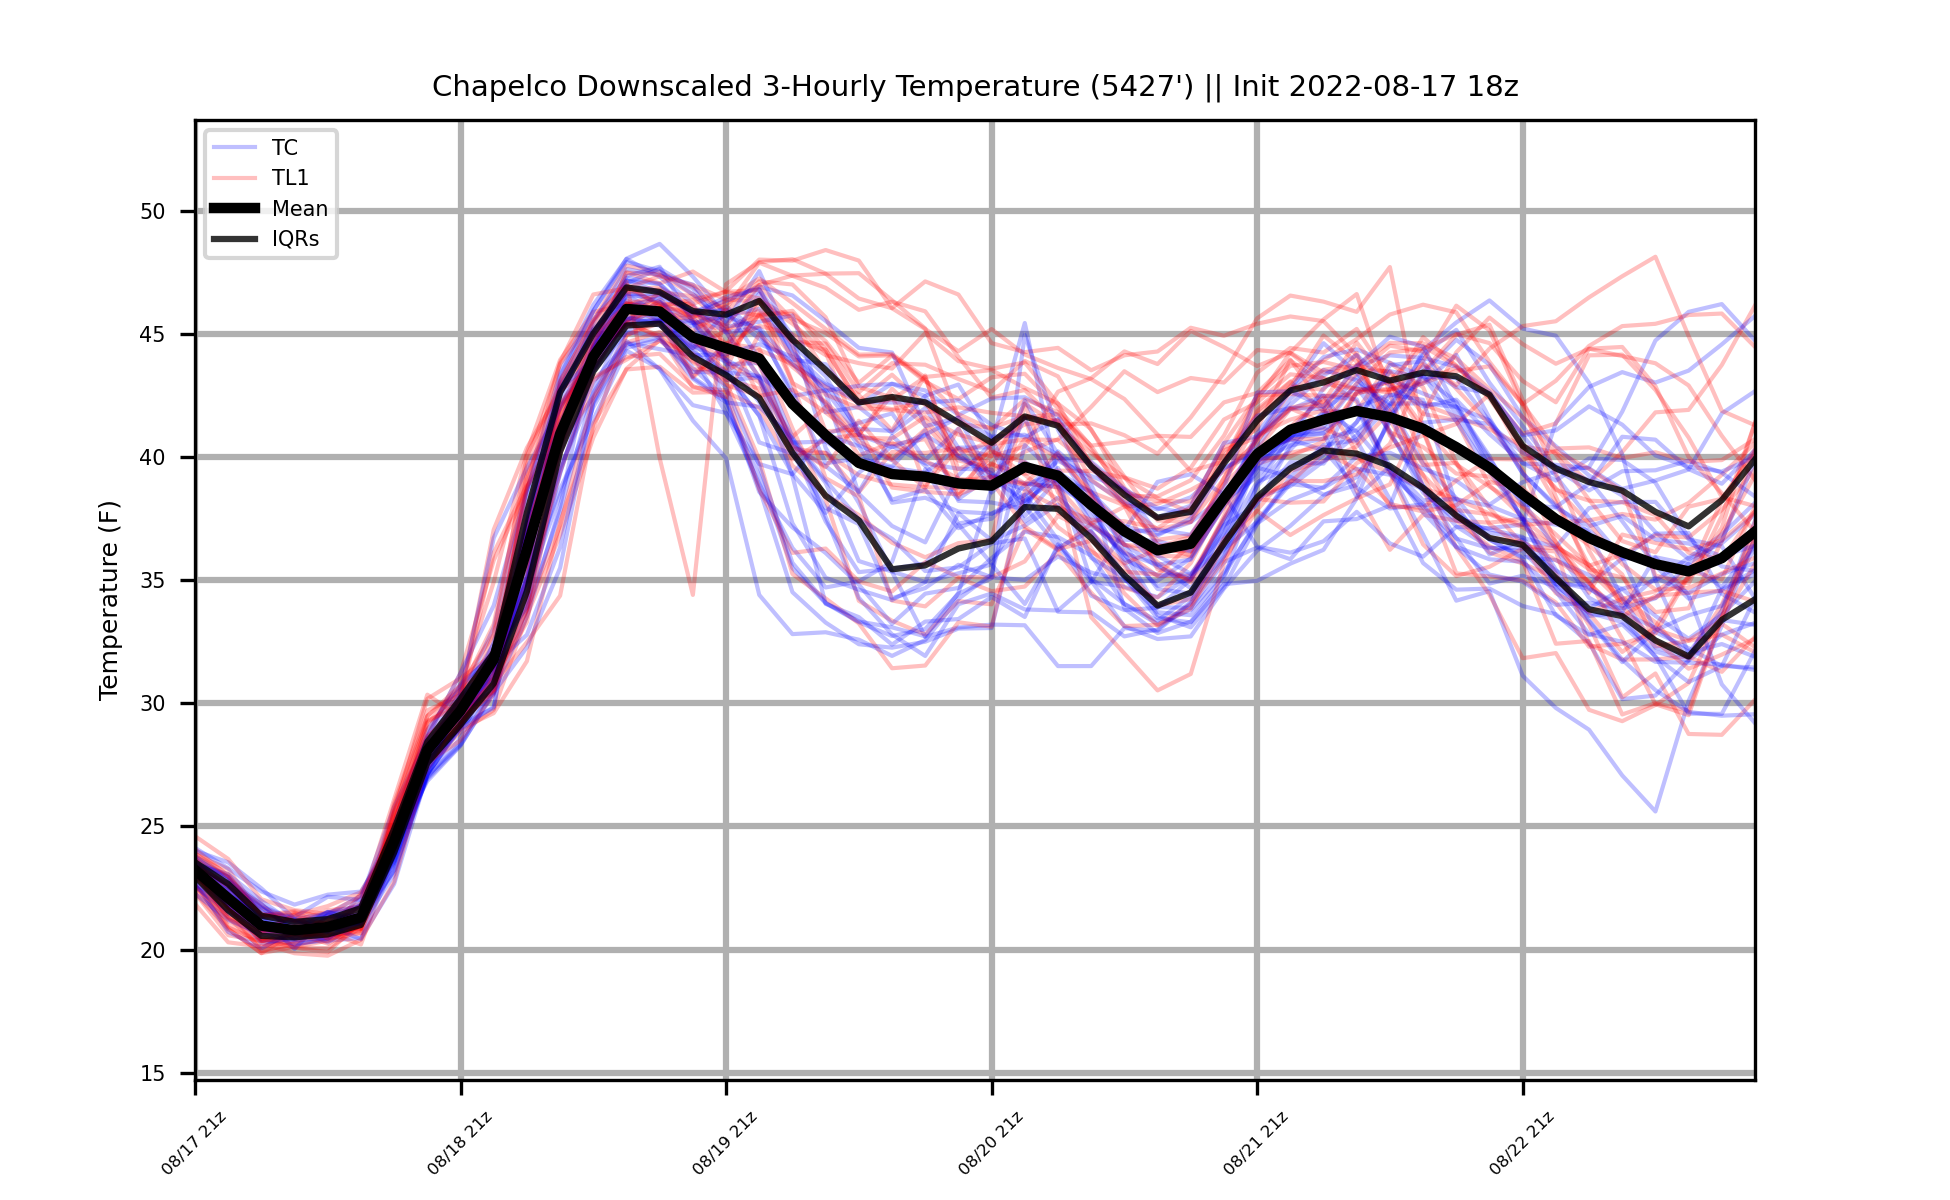 Chapelco Downscaled 3-Hourly Temperature (5427') || Init 2022-08-17 18z
TC
TL1
Mean
IQRs
Temperature (F)
50
45
40
35
30
25
20
15
08/17 21z
08/18 21z
08/19 21z
08/20 21z
08/21 21z
08/22 21z